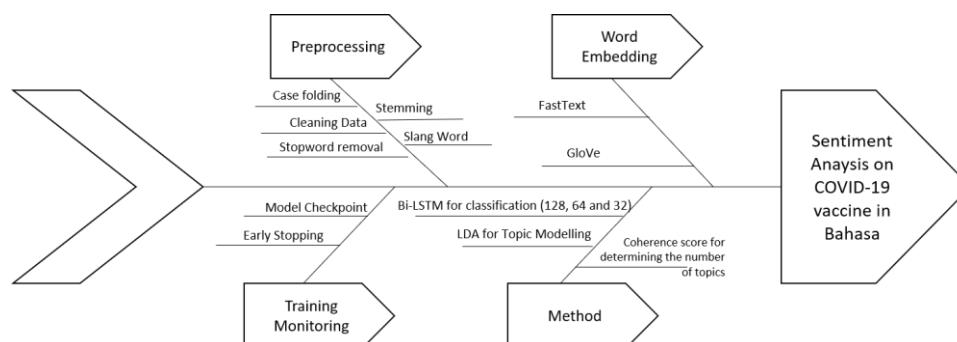 Preprocessing
Word
Embedding
Case folding
Stemming
Cleaning Data
Slang Word
Stopword removal
FastText
GloVe
Sentiment
Anaysis on
COVID-19
vaccine in
Bahasa
Model Checkpoint
Early Stopping
Bi-LSTM for classification (128, 64 and 32)
LDA for Topic Modelling
Coherence score for
determining the number
of topics
Training
Monitoring
Method